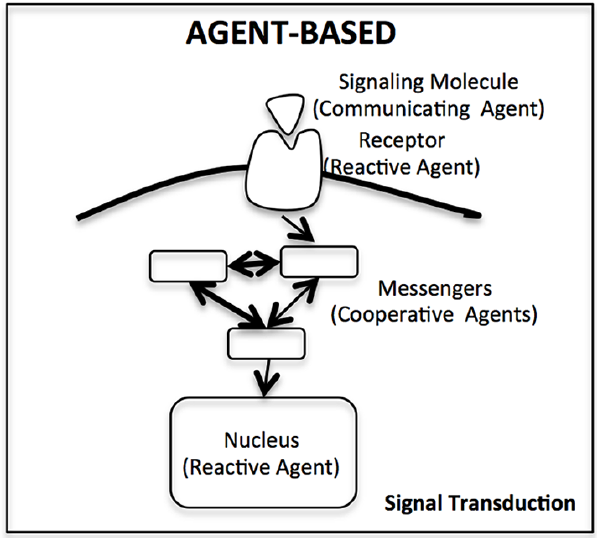 AGENT-BASED
Signaling Molecule
(Communicating Agent)
Receptor
(Reactive Agent)
Messengers
(Cooperative Agents)
Nucleus
(Reactive Agent)
Signal Transduction